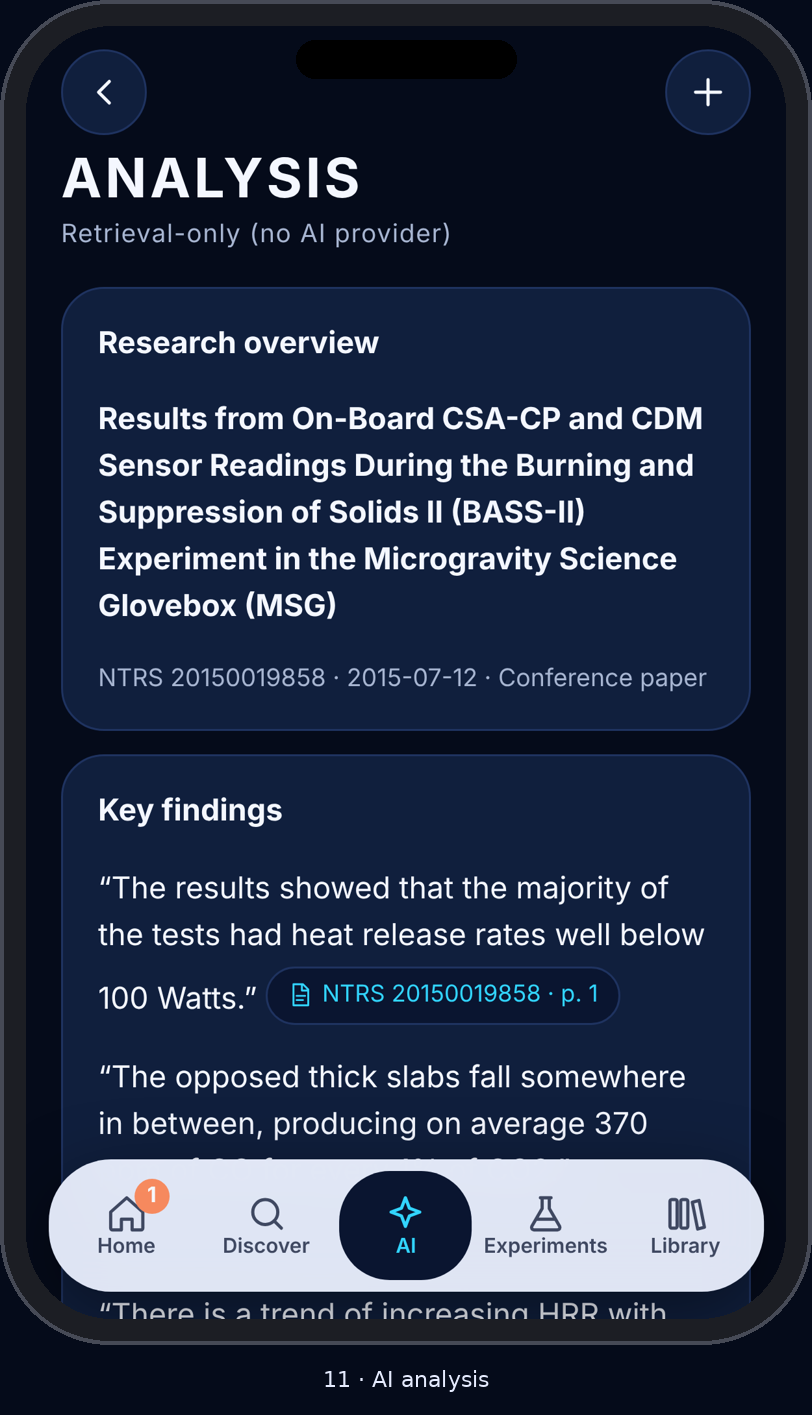 ANALYSIS
Retrieval-only (no AI provider)
Research overview
Results from On-Board CSA-CP and CDM
Sensor Readings During the Burning and
Suppression of Solids II (BASS-II)
Experiment in the Microgravity Science
Glovebox (MSG)
NTRS 20150019858 · 2015-07-12 · Conference paper
Key findings
“The results showed that the majority of
the tests had heat release rates well below
100 Watts.” NTRS 20150019858 · p. 1
“The opposed thick slabs fall somewhere
in between, producing on average 370
1
Home
Discover
AI
Experiments
Library
“There is a trend of increasing HRR with
11 · AI analysis